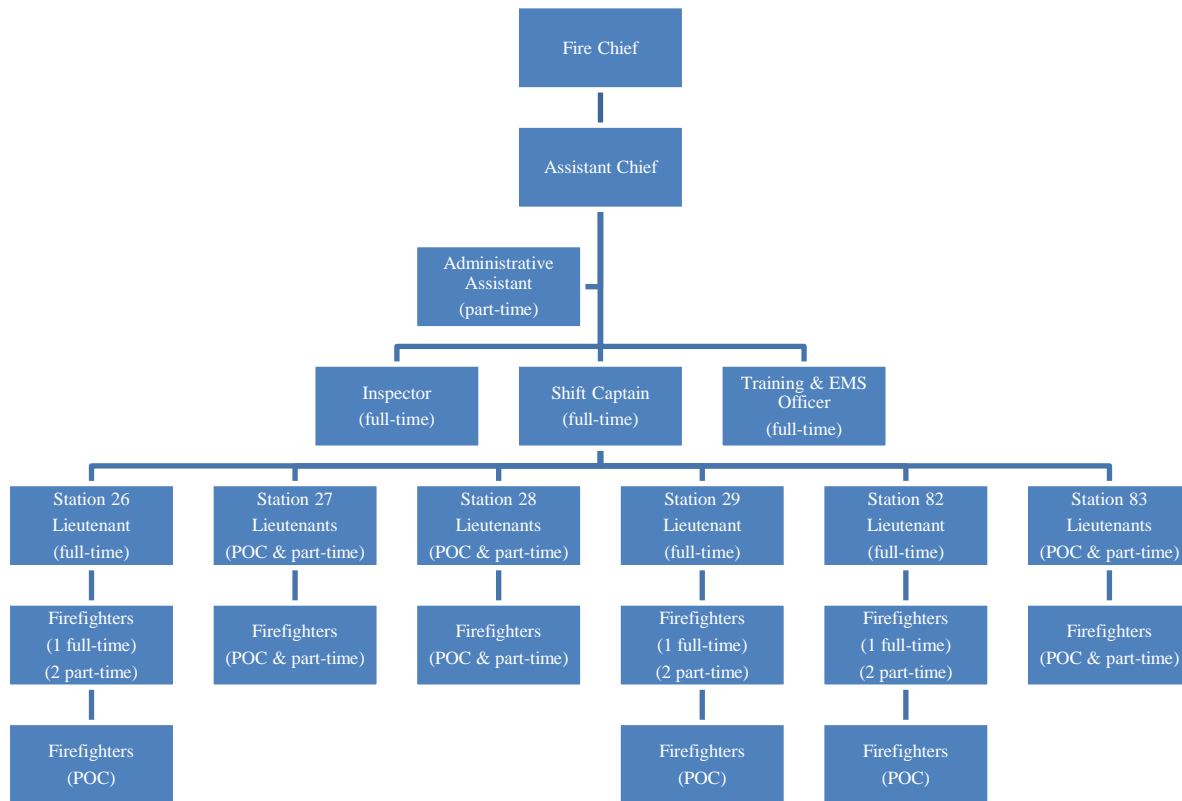 Fire Chief
Assistant Chief
Administrative
Assistant
(part-time)
Inspector
(full-time)
Shift Captain
(full-time)
Training & EMS
Officer
(full-time)
Station 26
Lieutenant
(full-time)
Station 27
Lieutenants
(POC & part-time)
Station 28
Lieutenants
(POC & part-time)
Station 29
Lieutenant
(full-time)
Station 82
Lieutenant
(full-time)
Station 83
Lieutenants
(POC & part-time)
Firefighters
(1 full-time)
(2 part-time)
Firefighters
(POC & part-time)
Firefighters
(POC & part-time)
Firefighters
(1 full-time)
(2 part-time)
Firefighters
(1 full-time)
(2 part-time)
Firefighters
(POC & part-time)
Firefighters
(POC)
Firefighters
(POC)
Firefighters
(POC)